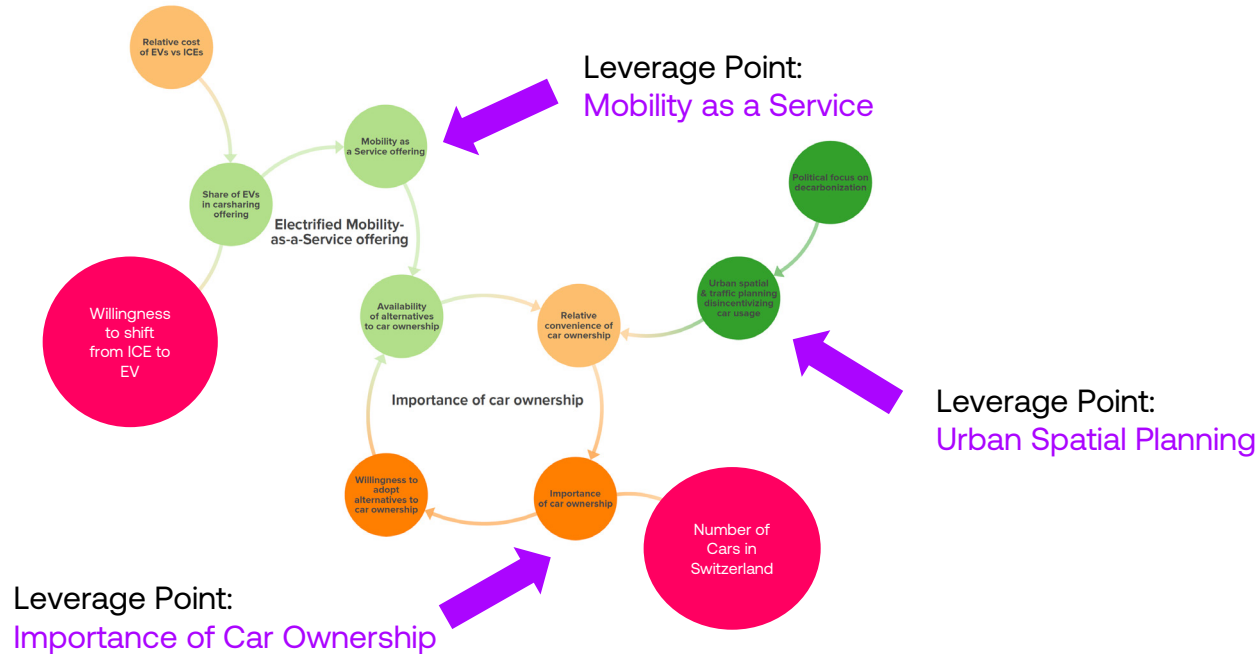 Relative cost
of EVs vs ICEs
Leverage Point:
Mobility as a Service
Mobility as
a Service offering
Political focus on
decarbonization
Share of EVs
in carsharing
offering
Electrified Mobility-
as-a-Service offering
Willingness
to shift
from ICE to
EV
Availability
of alternatives
to car ownership
Relative
convenience of
car ownership
Urban spatial
& traffic planning
disincentivizing
car usage
Importance of car ownership
Leverage Point:
Urban Spatial Planning
Willingness to
adopt
alternatives to
car ownership
Importance
of car ownership
Number of
Cars in
Switzerland
Leverage Point:
Importance of Car Ownership